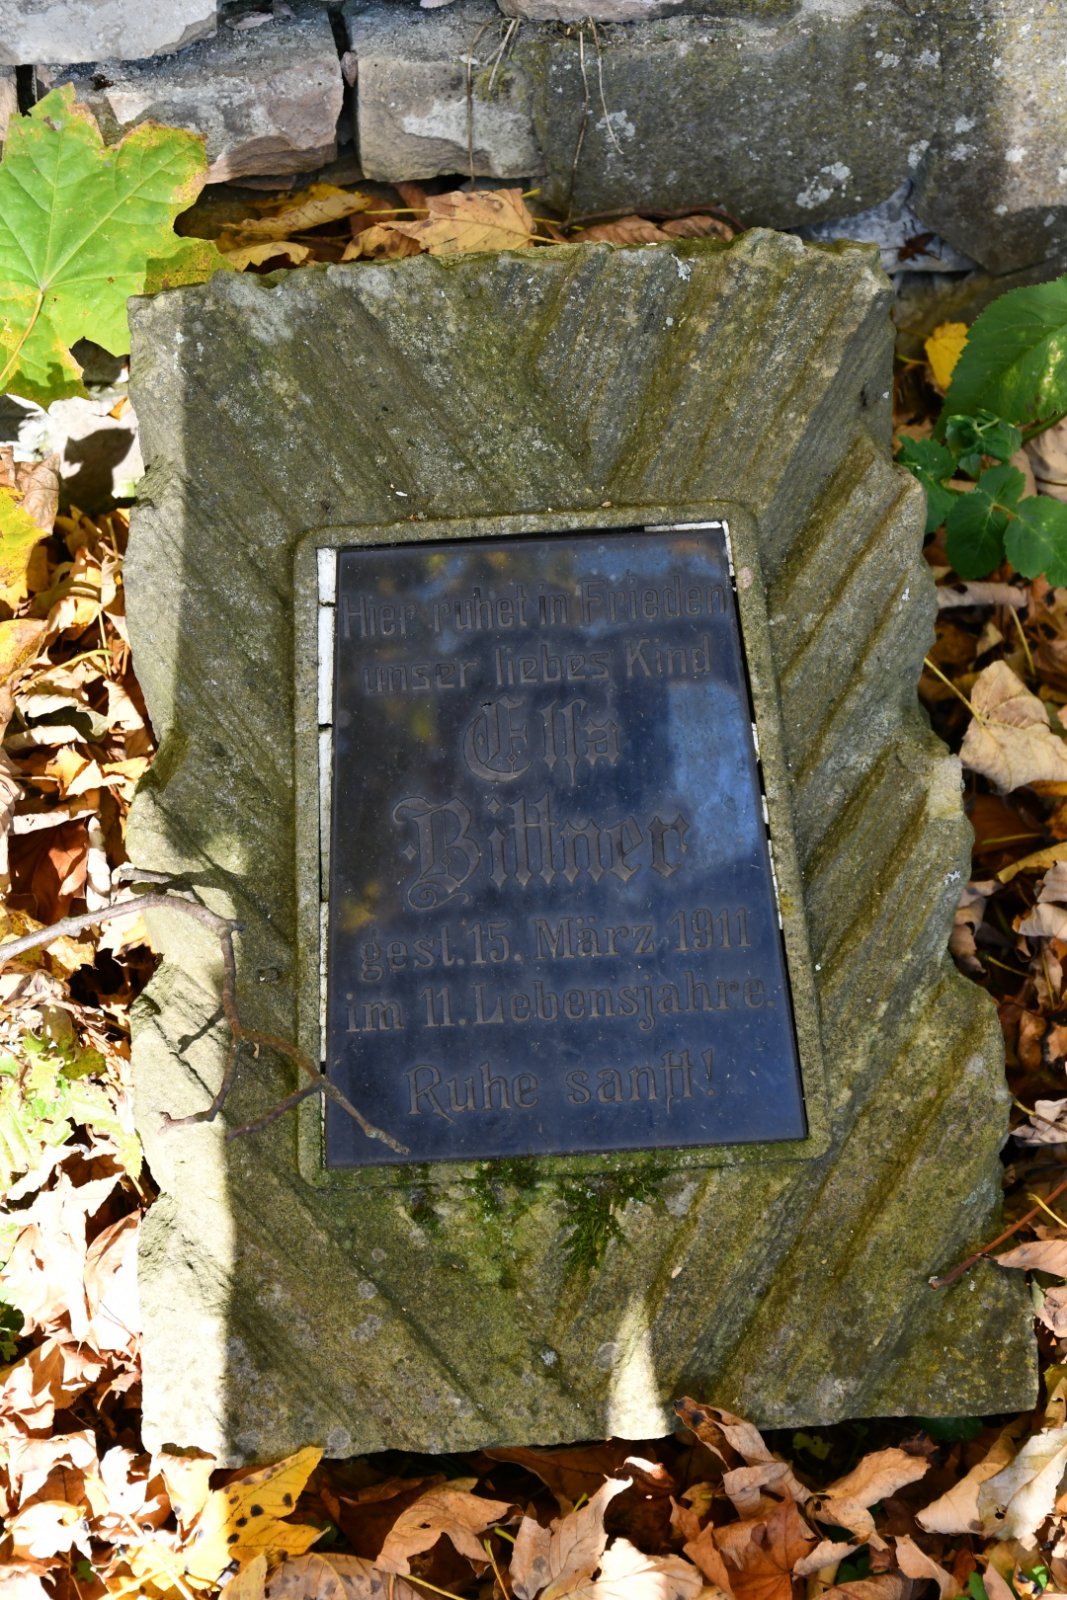 Hier ruhet in Frieden
unser liebes Kind
Elſa
Bittner
gest. 15. März 1911
im 11. Lebensjahre.
Ruhe sanft!